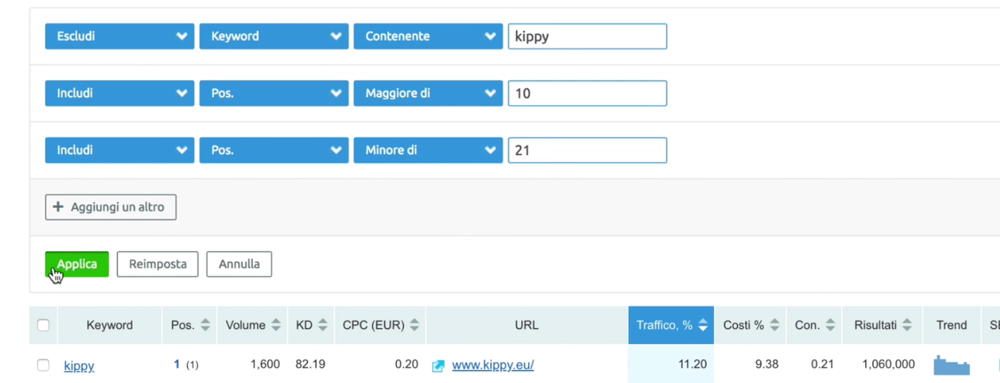 Escludi Keyword Contenente kippy
Includi Pos. Maggiore di 10
Includi Pos. Minore di 21
+ Aggiungi un altro
Applica Reimposta Annulla
Keyword Pos. Volume KD CPC (EUR) URL Traffico, % Costi % Con. Risultati Trend
kippy 1 (1) 1,600 82.19 0.20 www.kippy.eu/ 11.20 9.38 0.21 1,060,000